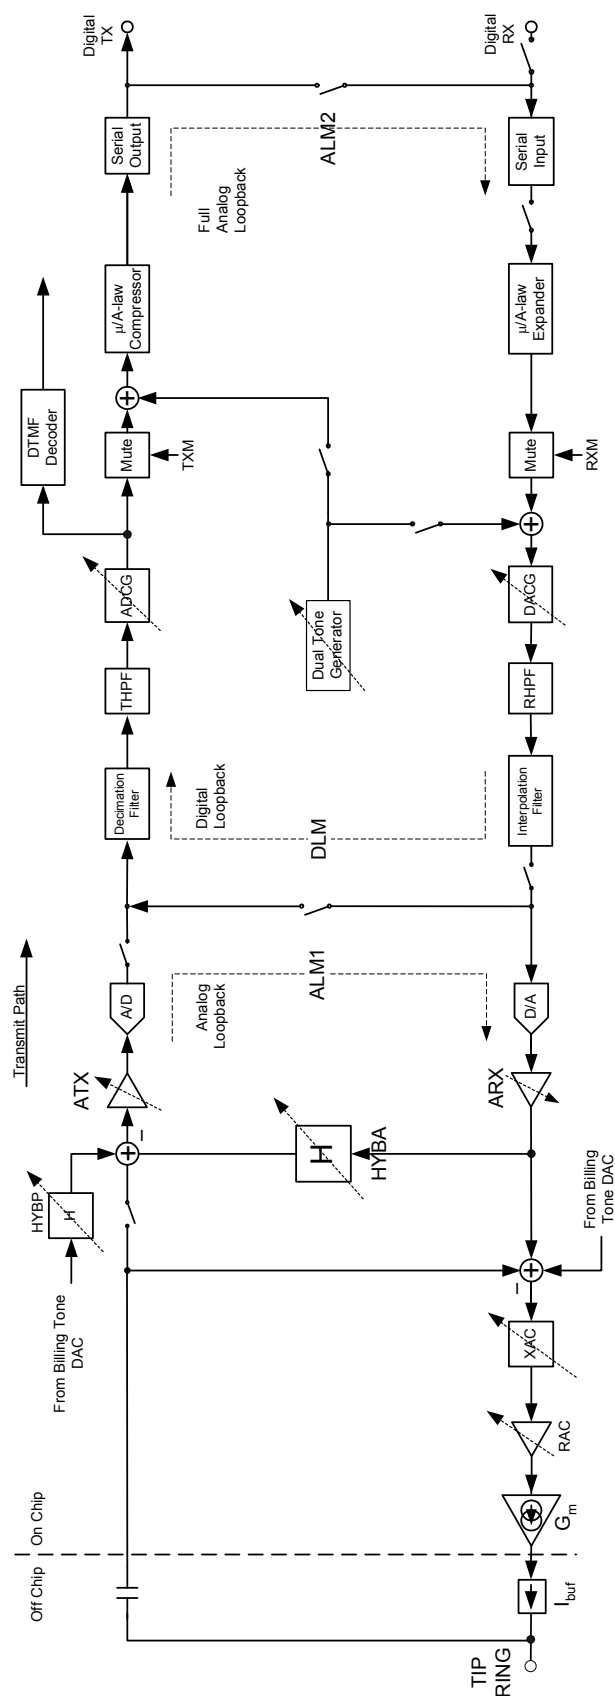 Off Chip
On Chip
From Billing Tone
DAC
HYBP
H
Transmit Path
ATX
A/D
Decimation
Filter
THPF
ADCG
DTMF
Decoder
Mute
TXM
+
μ/A-law
Compressor
Serial
Output
Digital
TX
+
–
H
HYBA
Analog
Loopback
ALM1
Digital
Loopback
DLM
Dual Tone
Generator
Full
Analog
Loopback
ALM2
TIP
RING
Ibuf
Gm
RAC
XAC
–
+
From Billing
Tone DAC
ARX
D/A
Interpolation
Filter
RHPF
DACG
+
Mute
RXM
μ/A-law
Expander
Serial
Input
Digital
RX